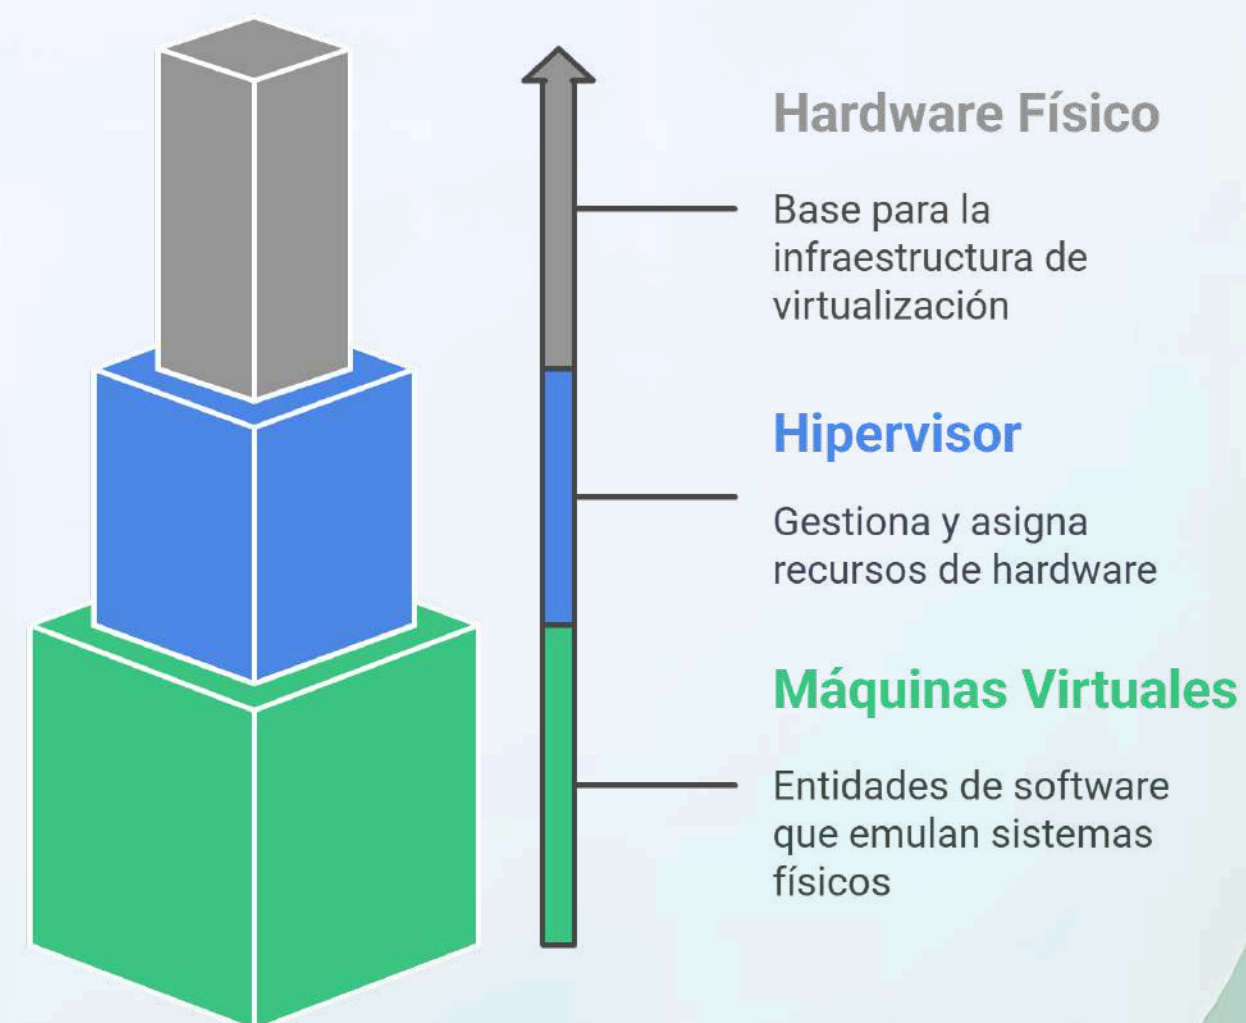 Hardware Físico
Base para la
infraestructura de
virtualización
Hipervisor
Gestiona y asigna
recursos de hardware
Máquinas Virtuales
Entidades de software
que emulan sistemas
físicos